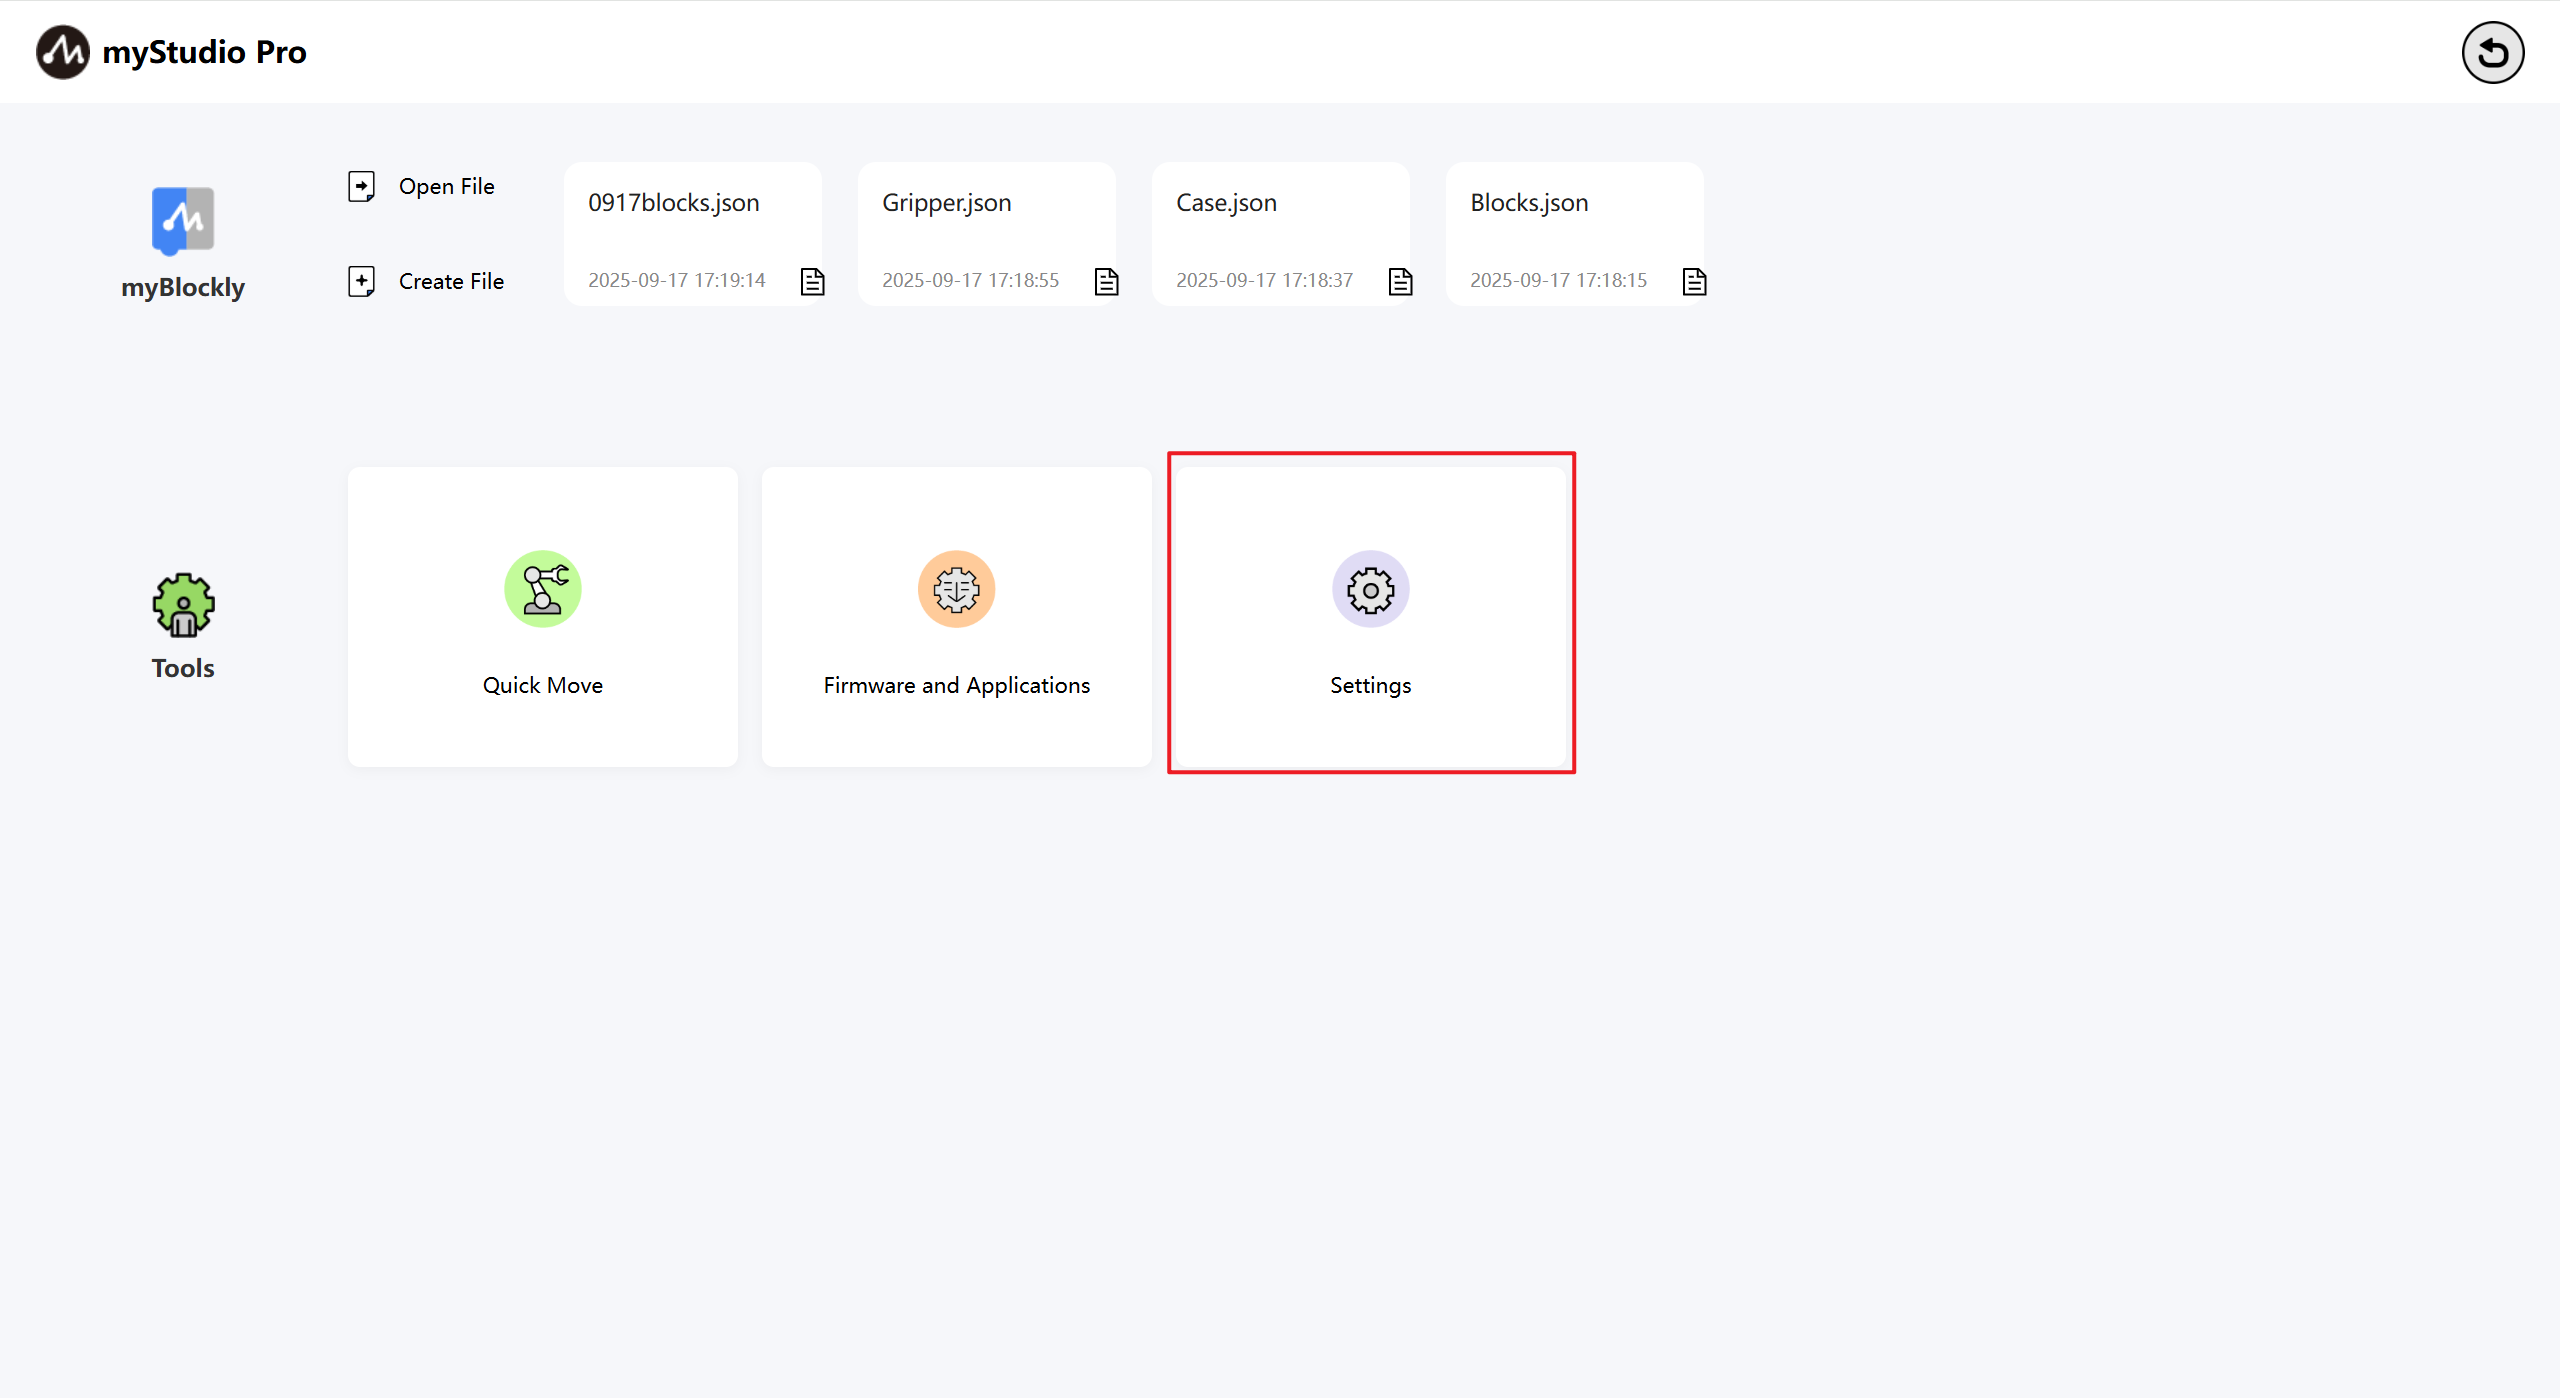 myStudio Pro
Open File
Create File
myBlockly
0917blocks.json
2025-09-17 17:19:14
Gripper.json
2025-09-17 17:18:55
Case.json
2025-09-17 17:18:37
Blocks.json
2025-09-17 17:18:15
Tools
Quick Move
Firmware and Applications
Settings